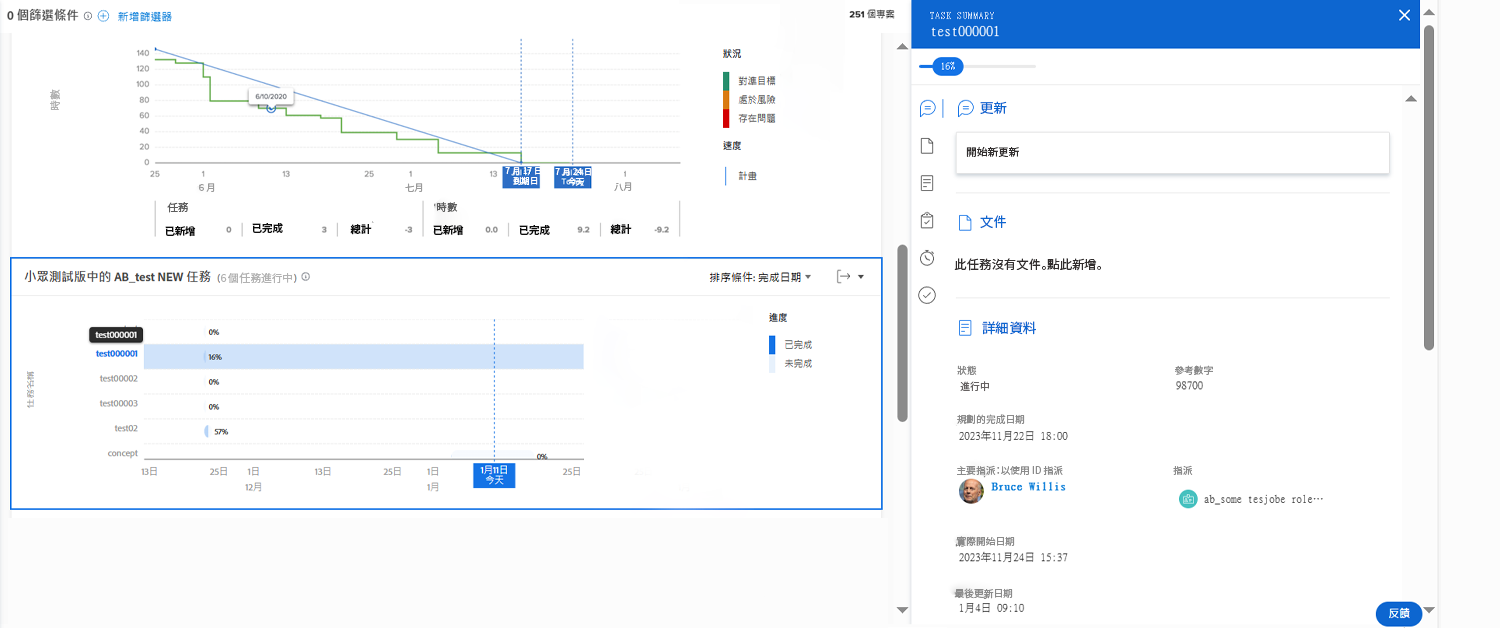 0 個篩選條件 新增篩選器
251 個專案
時數
140
120
100
80
60
40
20
0
6/10/2020
25 1 13 25 1 13 1
6 月 七月 八月
7 月 17 日
到期日
7 月 24 日
今天
狀況
對準目標
處於風險
存在問題
速度
計畫
任務
已新增 0 已完成 3 總計 -3
時數
已新增 0.0 已完成 9.2 總計 -9.2
小眾測試版中的 AB_test NEW 任務 (6 個任務進行中)
排序條件: 完成日期
任務名稱
test000001
0%
test000001 16%
test00002 0%
test00003 0%
test02 57%
concept 0%
13日 25日 1日 13日 25日 1日 25日
12月 1月
1月11日
今天
進度
已完成
未完成
TASK SUMMARY
test000001
16%
更新
開始新更新
文件
此任務沒有文件。點此新增。
詳細資料
狀態
進行中
參考數字
98700
規劃的完成日期
2023年11月22日 18:00
主要指派：以使用 ID 指派
Bruce Willis
指派
ab_some tesjobe role…
實際開始日期
2023年11月24日 15:37
最後更新日期
1月4日 09:10
反饋